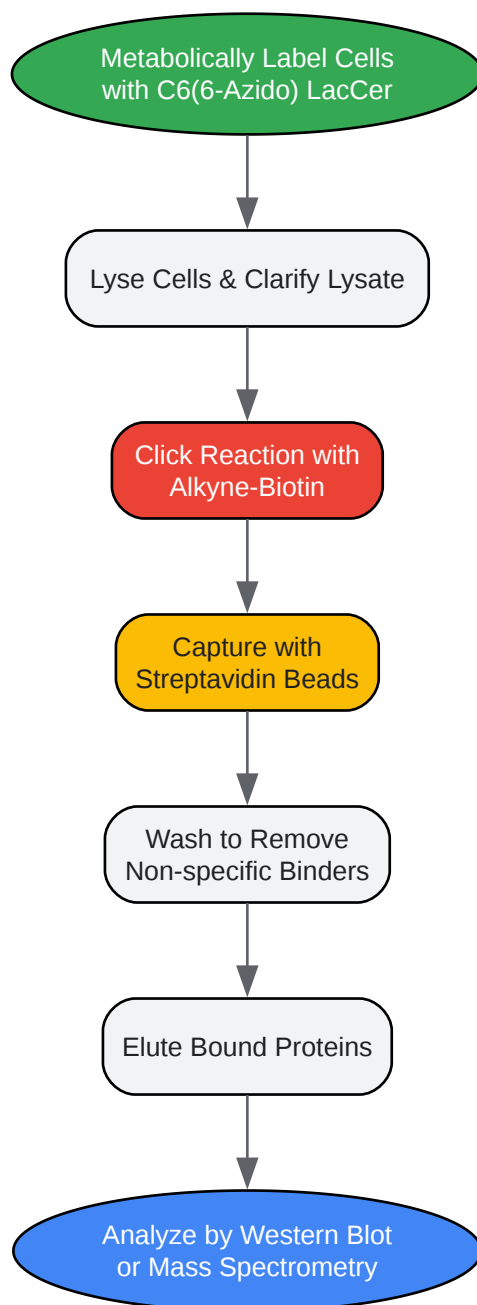 Metabolically Label Cells
with C6(6-Azido) LacCer
Lyse Cells & Clarify Lysate
Click Reaction with
Alkyne-Biotin
Capture with
Streptavidin Beads
Wash to Remove
Non-specific Binders
Elute Bound Proteins
Analyze by Western Blot
or Mass Spectrometry